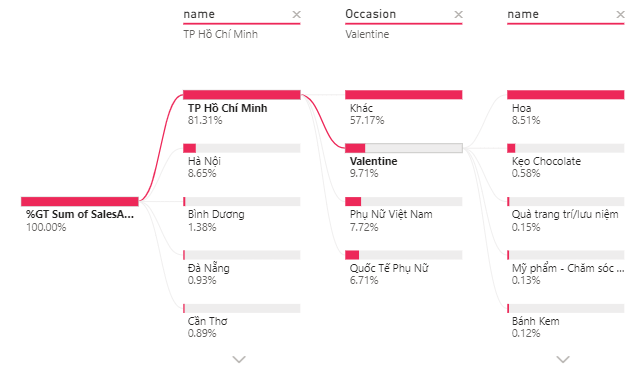 name
TP Hồ Chí Minh
Occasion
Valentine
name
%GT Sum of SalesA...
100.00%
TP Hồ Chí Minh
81.31%
Hà Nội
8.65%
Bình Dương
1.38%
Đà Nẵng
0.93%
Cần Thơ
0.89%
Khác
57.17%
Valentine
9.71%
Phụ Nữ Việt Nam
7.72%
Quốc Tế Phụ Nữ
6.71%
Hoa
8.51%
Kẹo Chocolate
0.58%
Quà trang trí/lưu niệm
0.15%
Mỹ phẩm - Chăm sóc ...
0.13%
Bánh Kem
0.12%